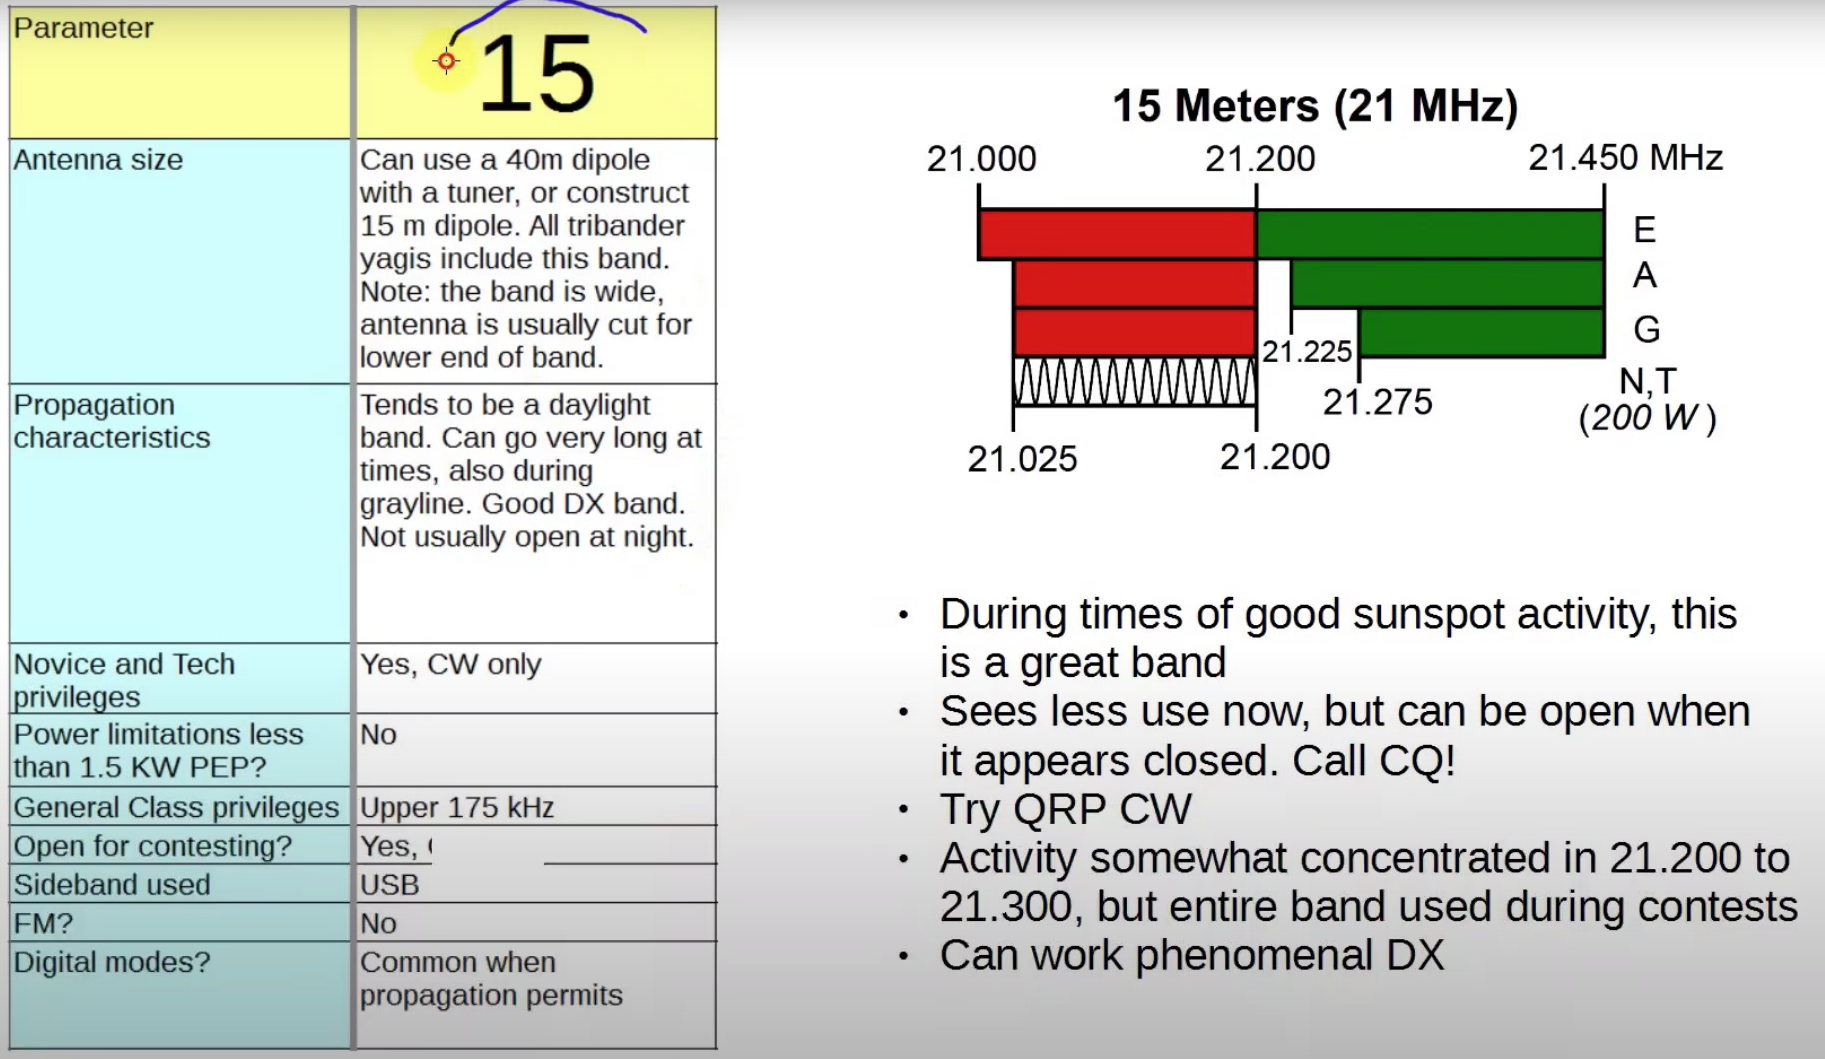 Parameter
15
Antenna size
Can use a 40m dipole
with a tuner, or construct
15 m dipole. All tribander
yagis include this band.
Note: the band is wide,
antenna is usually cut for
lower end of band.
Propagation
characteristics
Tends to be a daylight
band. Can go very long at
times, also during
grayline. Good DX band.
Not usually open at night.
Novice and Tech
privileges
Yes, CW only
Power limitations less
than 1.5 KW PEP?
No
General Class privileges
Upper 175 kHz
Open for contesting?
Yes,
Sideband used
USB
FM?
No
Digital modes?
Common when
propagation permits
15 Meters (21 MHz)
21.000 21.200 21.450 MHz
E
A
G
21.225
N,T
21.275
(200 W)
21.025 21.200
• During times of good sunspot activity, this
is a great band
• Sees less use now, but can be open when
it appears closed. Call CQ!
• Try QRP CW
• Activity somewhat concentrated in 21.200 to
21.300, but entire band used during contests
• Can work phenomenal DX